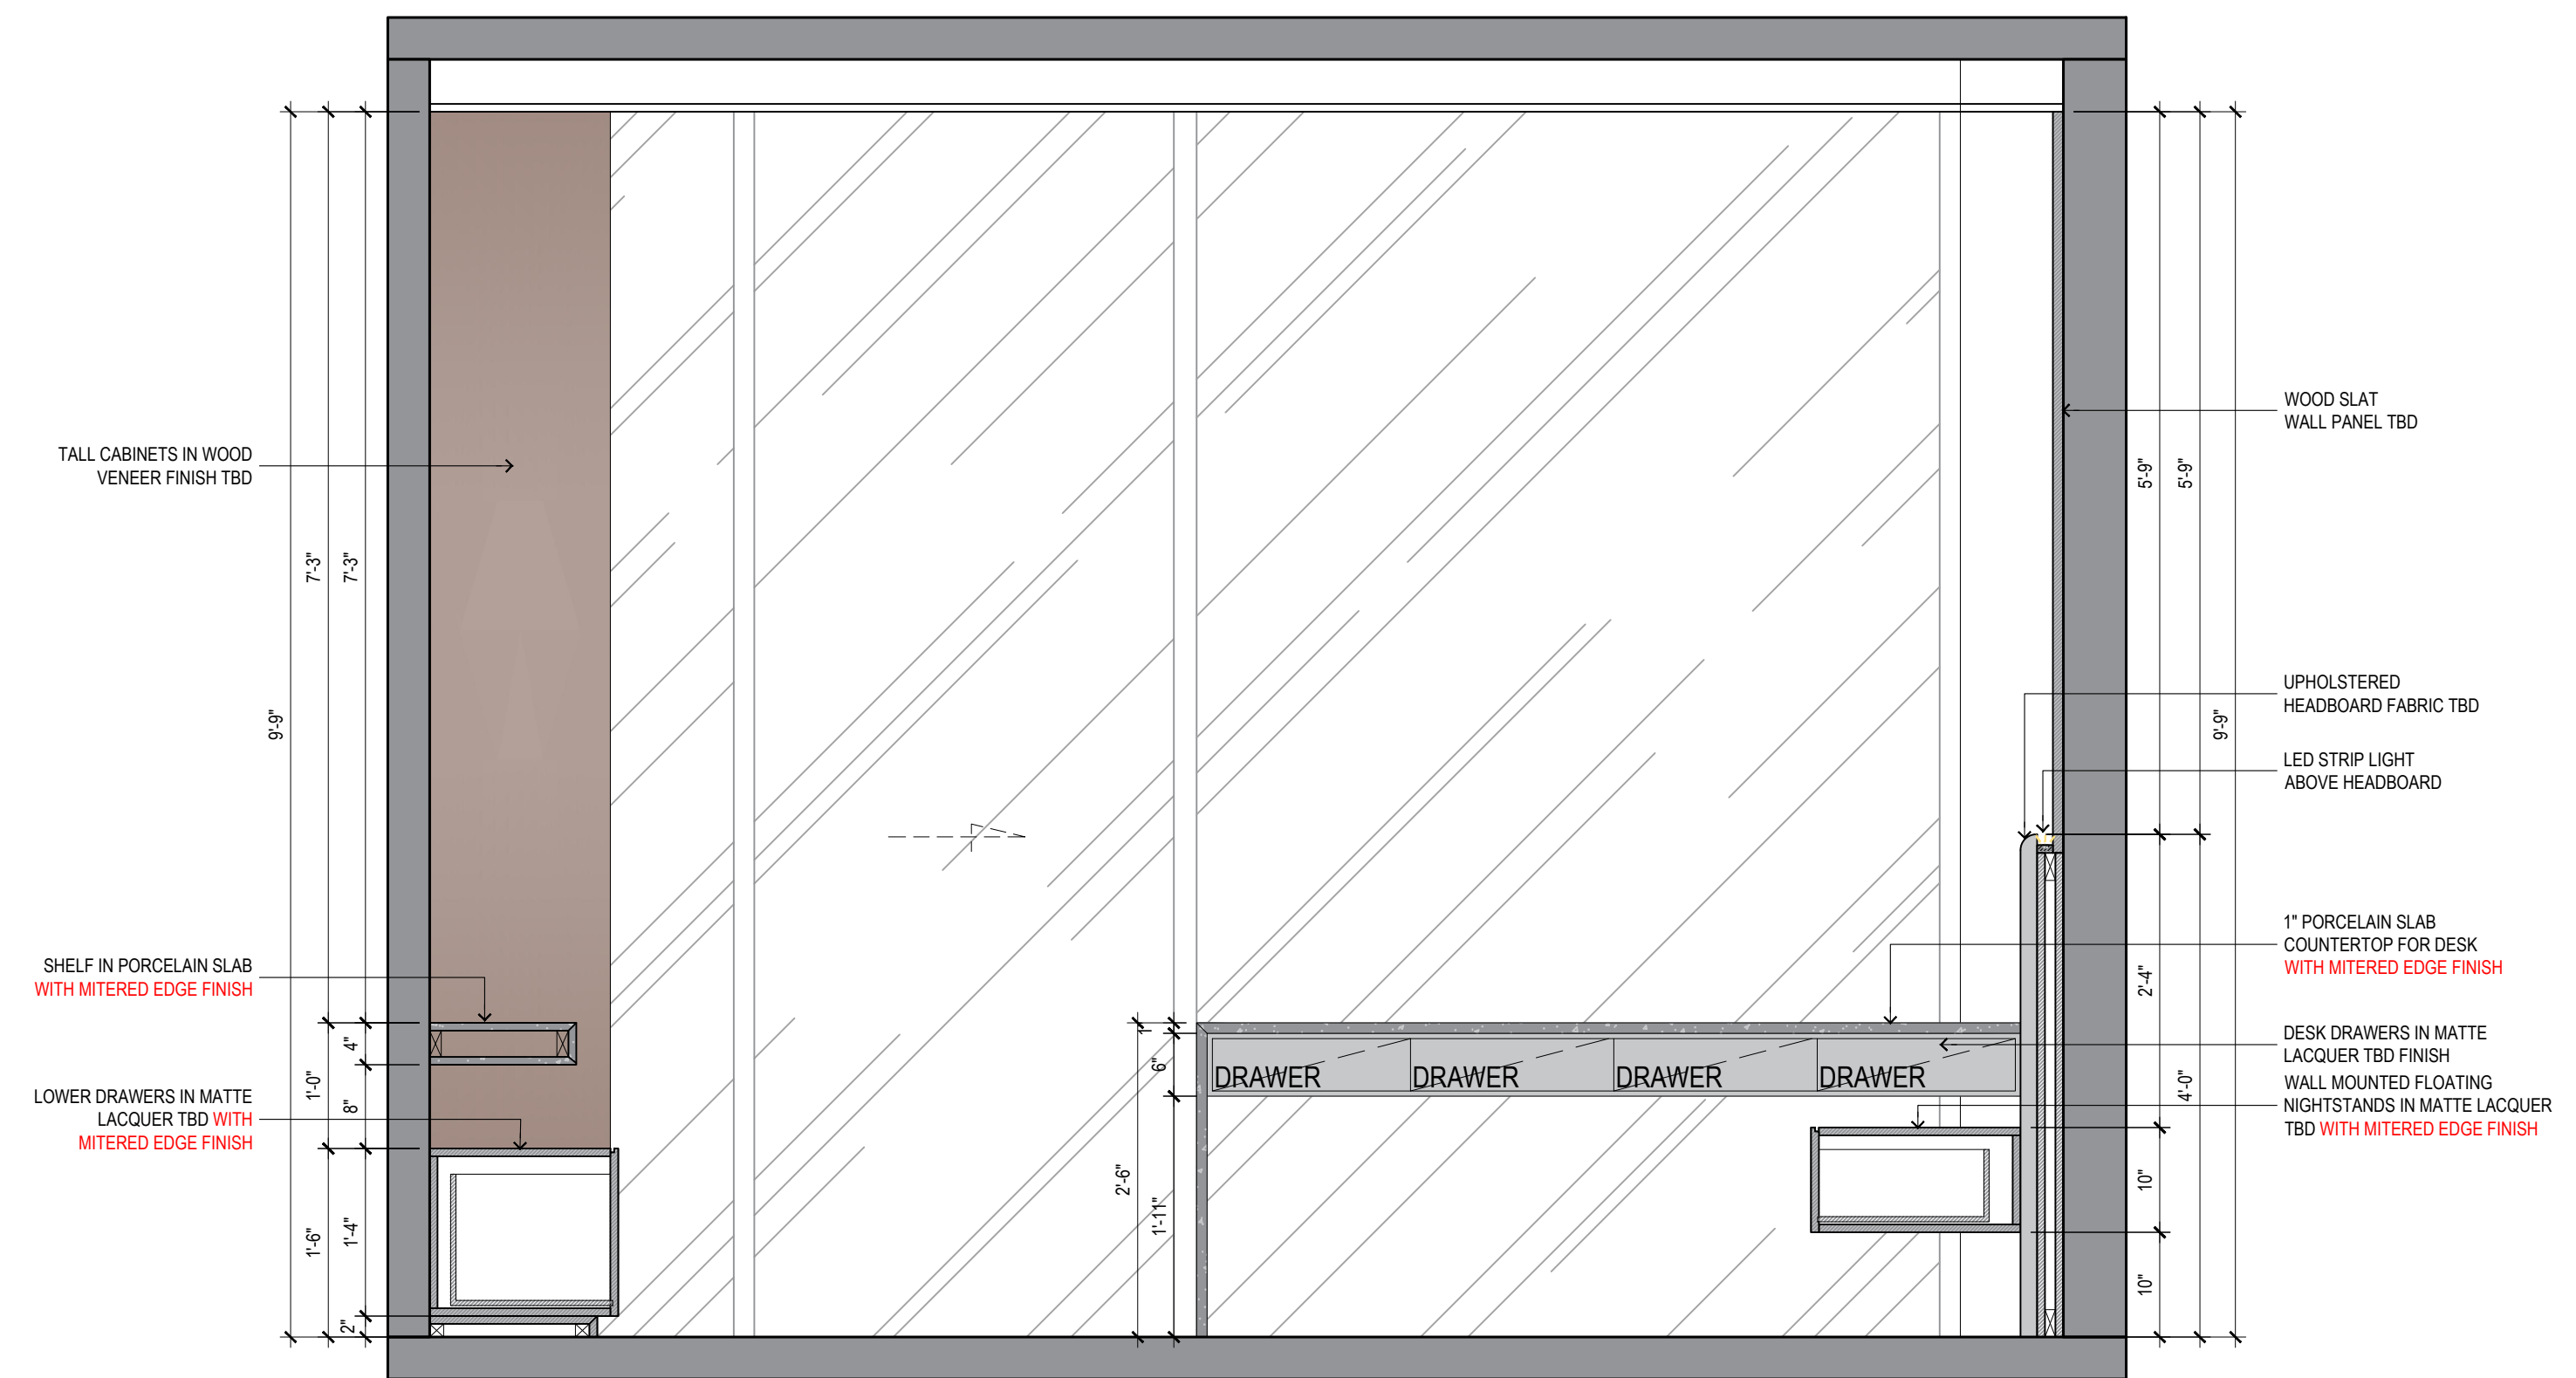 TALL CABINETS IN WOOD
VENEER FINISH TBD
SHELF IN PORCELAIN SLAB
WITH MITERED EDGE FINISH
LOWER DRAWERS IN MATTE
LACQUER TBD WITH
MITERED EDGE FINISH
9'-9"
7'-3"
7'-3"
1'-0"
4"
8"
1'-6"
1'-4"
2"
2'-6"
1"
6"
1'-11"
DRAWER
DRAWER
DRAWER
DRAWER
5'-9"
5'-9"
9'-9"
2'-4"
4'-0"
10"
10"
WOOD SLAT
WALL PANEL TBD
UPHOLSTERED
HEADBOARD FABRIC TBD
LED STRIP LIGHT
ABOVE HEADBOARD
1" PORCELAIN SLAB
COUNTERTOP FOR DESK
WITH MITERED EDGE FINISH
DESK DRAWERS IN MATTE
LACQUER TBD FINISH
WALL MOUNTED FLOATING
NIGHTSTANDS IN MATTE LACQUER
TBD WITH MITERED EDGE FINISH